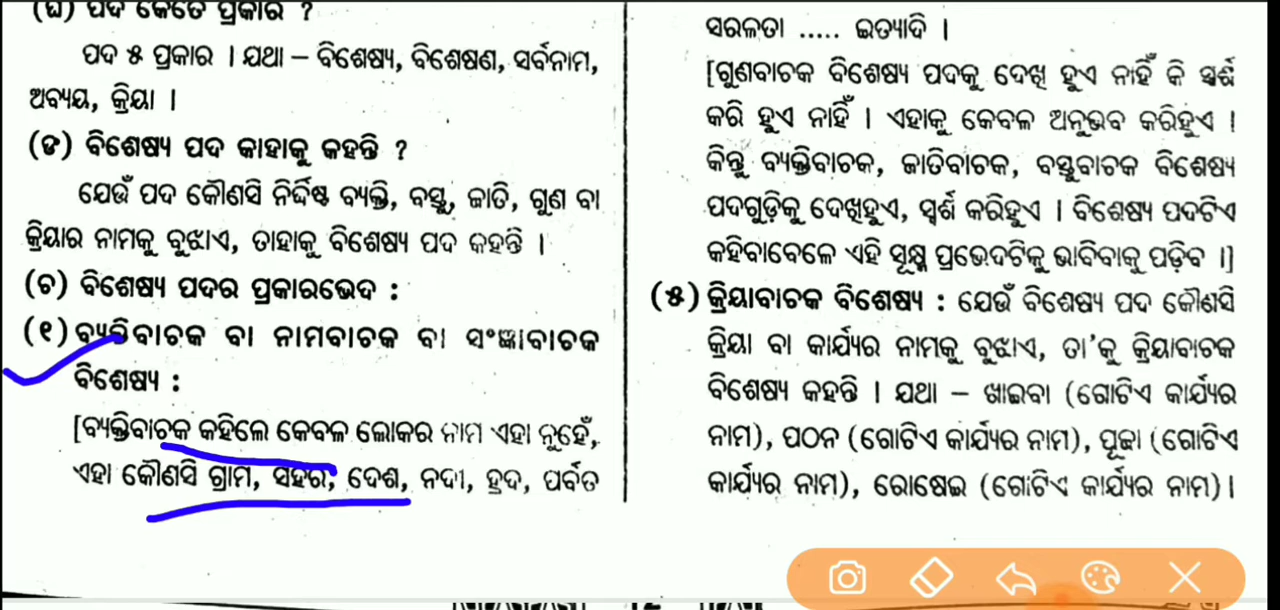 (ଘ) ପଦ କେତେ ପ୍ରକାର ?
ପଦ ୫ ପ୍ରକାର । ଯଥା – ବିଶେଷ୍ୟ, ବିଶେଷଣ, ସର୍ବନାମ,
ଅବ୍ୟୟ, କ୍ରିୟା ।
(ଙ) ବିଶେଷ୍ୟ ପଦ କାହାକୁ କହନ୍ତି ?
ଯେଉଁ ପଦ କୌଣସି ନିର୍ଦ୍ଦିଷ୍ଟ ବ୍ୟକ୍ତି, ବସ୍ତୁ, ଜାତି, ଗୁଣ ବା
କ୍ରିୟାର ନାମକୁ ବୁଝାଏ, ତାହାକୁ ବିଶେଷ୍ୟ ପଦ କହନ୍ତି ।
(ଚ) ବିଶେଷ୍ୟ ପଦର ପ୍ରକାରଭେଦ :
(୧) ବ୍ୟକ୍ତିବାଚକ ବା ନାମବାଚକ ବା ସଂଜ୍ଞାବାଚକ
ବିଶେଷ୍ୟ :
[ବ୍ୟକ୍ତିବାଚକ କହିଲେ କେବଳ ଲୋକର ନାମ ଏହା ନୁହେଁ,
ଏହା କୌଣସି ଗ୍ରାମ, ସହର, ଦେଶ, ନଦୀ, ହ୍ରଦ, ପର୍ବତ
ସରଳତା ..... ଇତ୍ୟାଦି ।
[ଗୁଣବାଚକ ବିଶେଷ୍ୟ ପଦକୁ ଦେଖି ହୁଏ ନାହିଁ କି ସ୍ପର୍ଶ
କରି ହୁଏ ନାହିଁ । ଏହାକୁ କେବଳ ଅନୁଭବ କରିହୁଏ ।
କିନ୍ତୁ ବ୍ୟକ୍ତିବାଚକ, ଜାତିବାଚକ, ବସ୍ତୁବାଚକ ବିଶେଷ୍ୟ
ପଦଗୁଡ଼ିକୁ ଦେଖିହୁଏ, ସ୍ପର୍ଶ କରିହୁଏ । ବିଶେଷ୍ୟ ପଦଟିଏ
କହିବାବେଳେ ଏହି ସୂକ୍ଷ୍ମ ପ୍ରଭେଦଟିକୁ ଭାବିବାକୁ ପଡ଼ିବ ।]
(୫) କ୍ରିୟାବାଚକ ବିଶେଷ୍ୟ : ଯେଉଁ ବିଶେଷ୍ୟ ପଦ କୌଣସି
କ୍ରିୟା ବା କାର୍ଯ୍ୟର ନାମକୁ ବୁଝାଏ, ତା'କୁ କ୍ରିୟାବାଚକ
ବିଶେଷ୍ୟ କହନ୍ତି । ଯଥା – ଖାଇବା (ଗୋଟିଏ କାର୍ଯ୍ୟର
ନାମ), ପଠନ (ଗୋଟିଏ କାର୍ଯ୍ୟର ନାମ), ପୂଜା (ଗୋଟିଏ
କାର୍ଯ୍ୟର ନାମ), ରୋଷେଇ (ଗୋଟିଏ କାର୍ଯ୍ୟର ନାମ)।